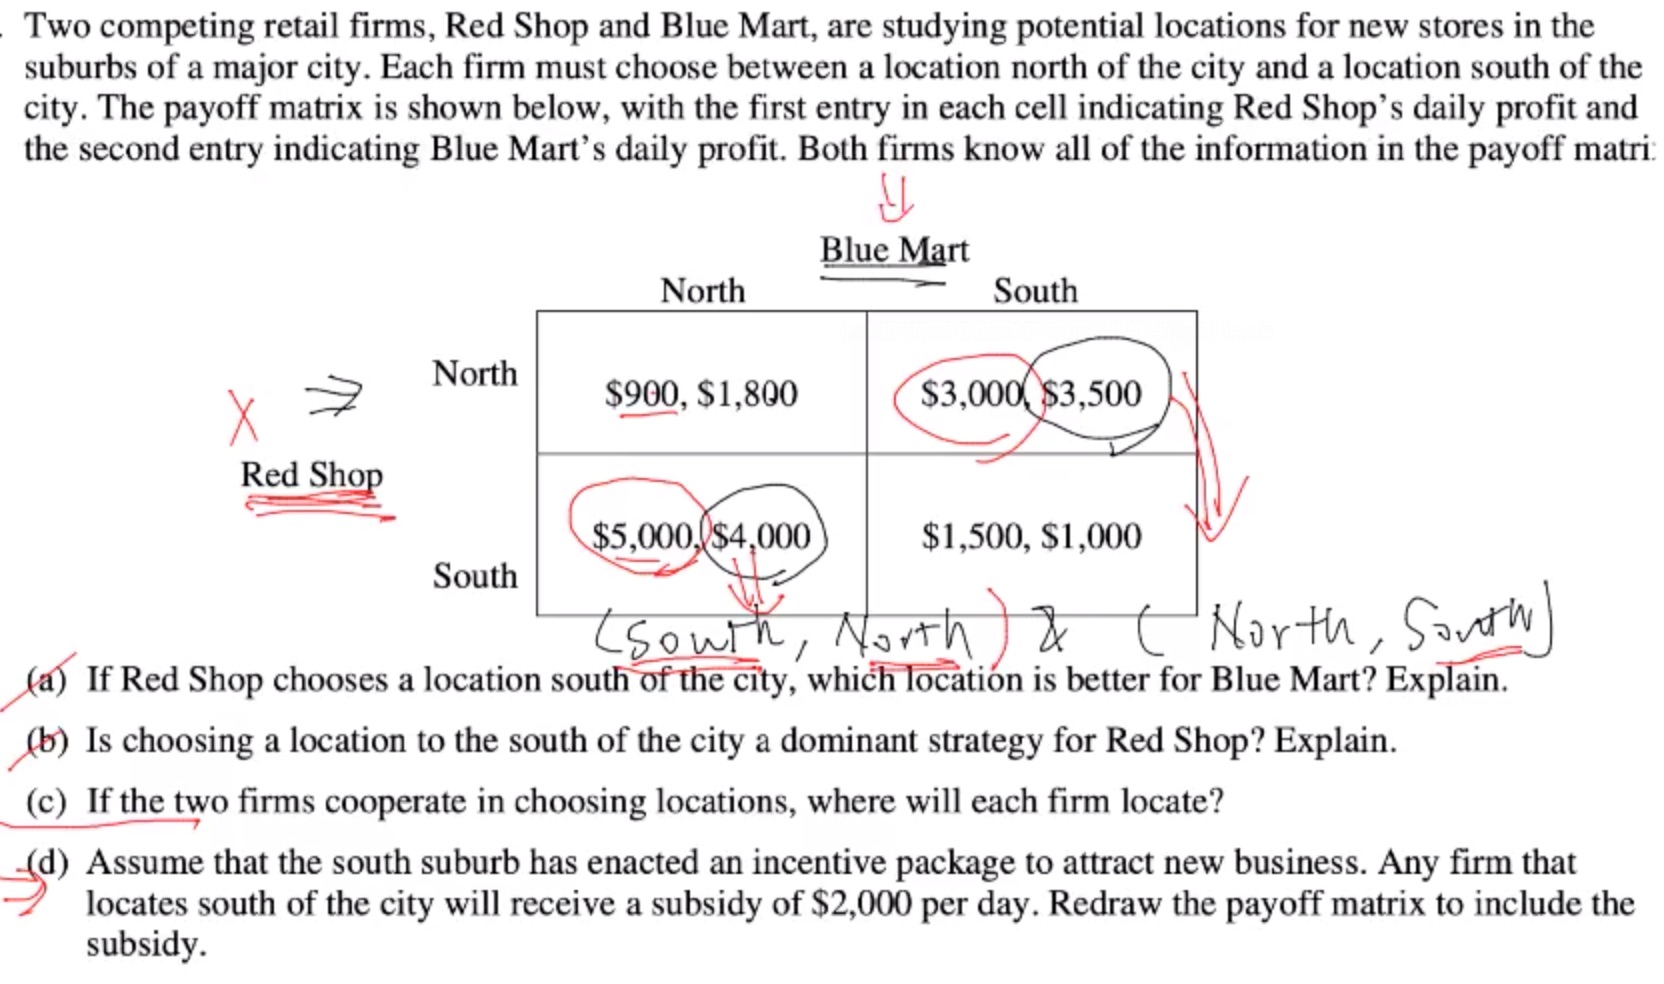 Two competing retail firms, Red Shop and Blue Mart, are studying potential locations for new stores in the
suburbs of a major city. Each firm must choose between a location north of the city and a location south of the
city. The payoff matrix is shown below, with the first entry in each cell indicating Red Shop's daily profit and
the second entry indicating Blue Mart's daily profit. Both firms know all of the information in the payoff matri
Blue Mart
North South
North $900, $1,800 $3,000, $3,500
X
Red Shop
South $5,000, $4,000 $1,500, $1,000
(South, North) & (North, South)
(a) If Red Shop chooses a location south of the city, which location is better for Blue Mart? Explain.
(b) Is choosing a location to the south of the city a dominant strategy for Red Shop? Explain.
(c) If the two firms cooperate in choosing locations, where will each firm locate?
(d) Assume that the south suburb has enacted an incentive package to attract new business. Any firm that
locates south of the city will receive a subsidy of $2,000 per day. Redraw the payoff matrix to include the
subsidy.